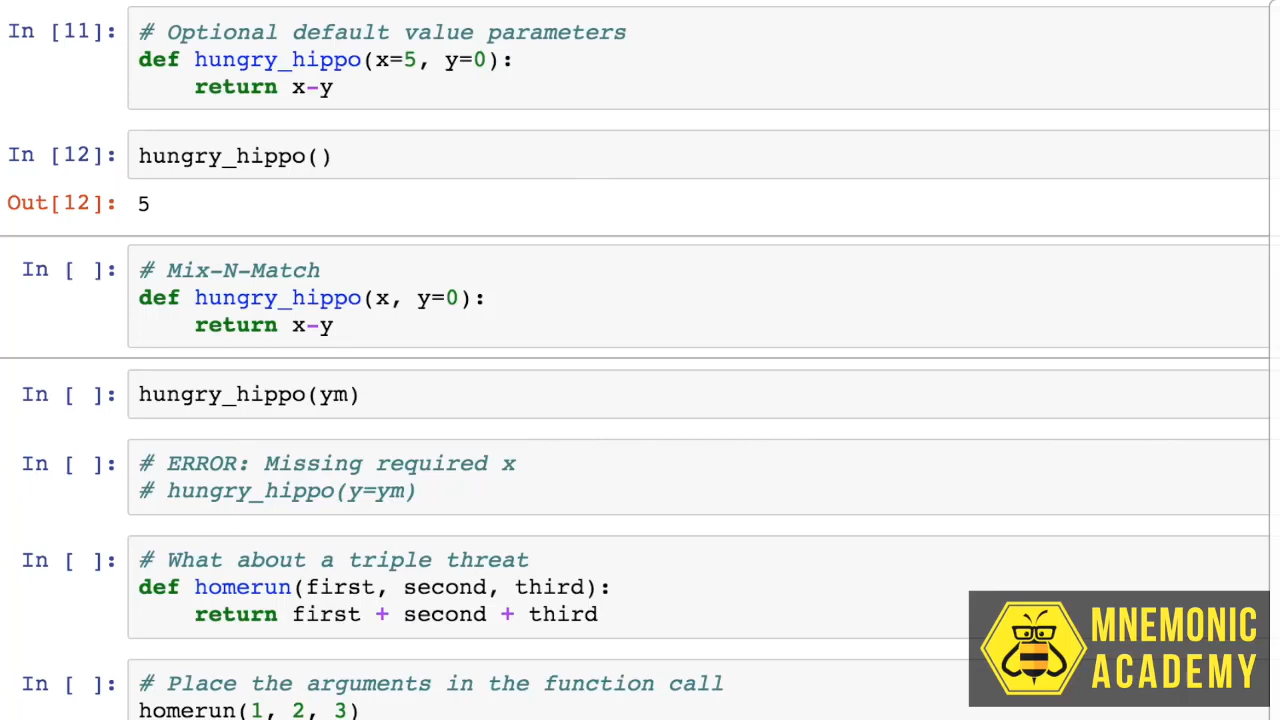 In [11]: # Optional default value parameters
def hungry_hippo(x=5, y=0):
    return x-y
In [12]: hungry_hippo()
Out[12]: 5
In [ ]: # Mix-N-Match
def hungry_hippo(x, y=0):
    return x-y
In [ ]: hungry_hippo(ym)
In [ ]: # ERROR: Missing required x
# hungry_hippo(y=ym)
In [ ]: # What about a triple threat
def homerun(first, second, third):
    return first + second + third
In [ ]: # Place the arguments in the function call
homerun(1, 2, 3)
MNEMONIC
ACADEMY